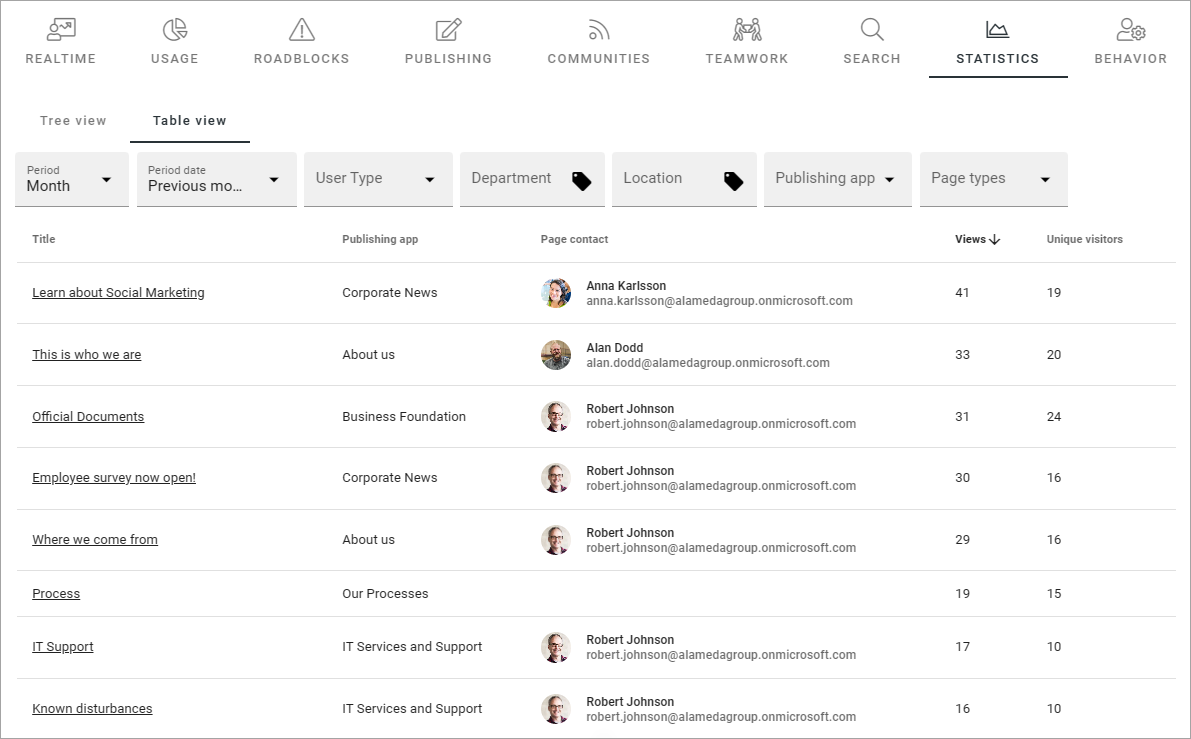 REALTIME USAGE ROADBLOCKS PUBLISHING COMMUNITIES TEAMWORK SEARCH STATISTICS BEHAVIOR
Tree view Table view
Period Period date
Month Previous mo... User Type Department Location Publishing app Page types
Title Publishing app Page contact Views Unique visitors
Learn about Social Marketing Corporate News Anna Karlsson 41 19
anna.karlsson@alamedagroup.onmicrosoft.com
This is who we are About us Alan Dodd 33 20
alan.dodd@alamedagroup.onmicrosoft.com
Official Documents Business Foundation Robert Johnson 31 24
robert.johnson@alamedagroup.onmicrosoft.com
Employee survey now open! Corporate News Robert Johnson 30 16
robert.johnson@alamedagroup.onmicrosoft.com
Where we come from About us Robert Johnson 29 16
robert.johnson@alamedagroup.onmicrosoft.com
Process Our Processes 19 15
IT Support IT Services and Support Robert Johnson 17 10
robert.johnson@alamedagroup.onmicrosoft.com
Known disturbances IT Services and Support Robert Johnson 16 10
robert.johnson@alamedagroup.onmicrosoft.com